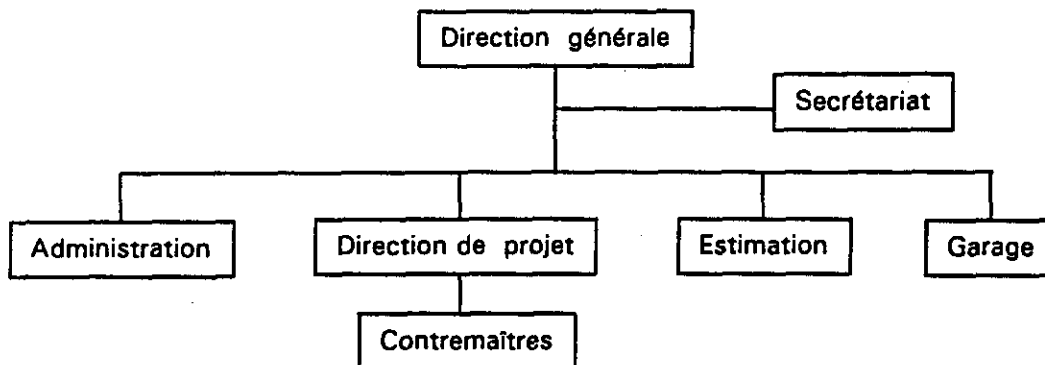 Direction générale
Secrétariat
Administration
Direction de projet
Estimation
Garage
Contremaîtres